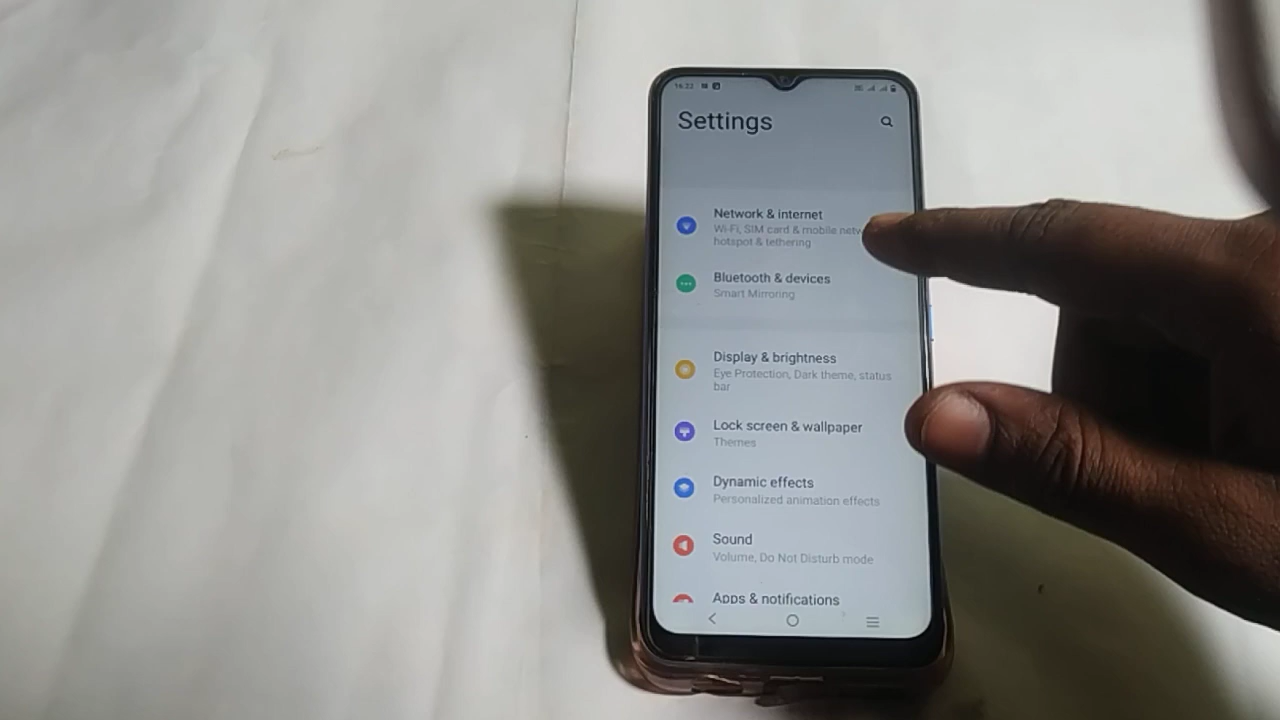 16:22
Settings
Network & internet
Wi-Fi, SIM card & mobile netw
hotspot & tethering
Bluetooth & devices
Smart Mirroring
Display & brightness
Eye Protection, Dark theme, status
bar
Lock screen & wallpaper
Themes
Dynamic effects
Personalized animation effects
Sound
Volume, Do Not Disturb mode
Apps & notifications